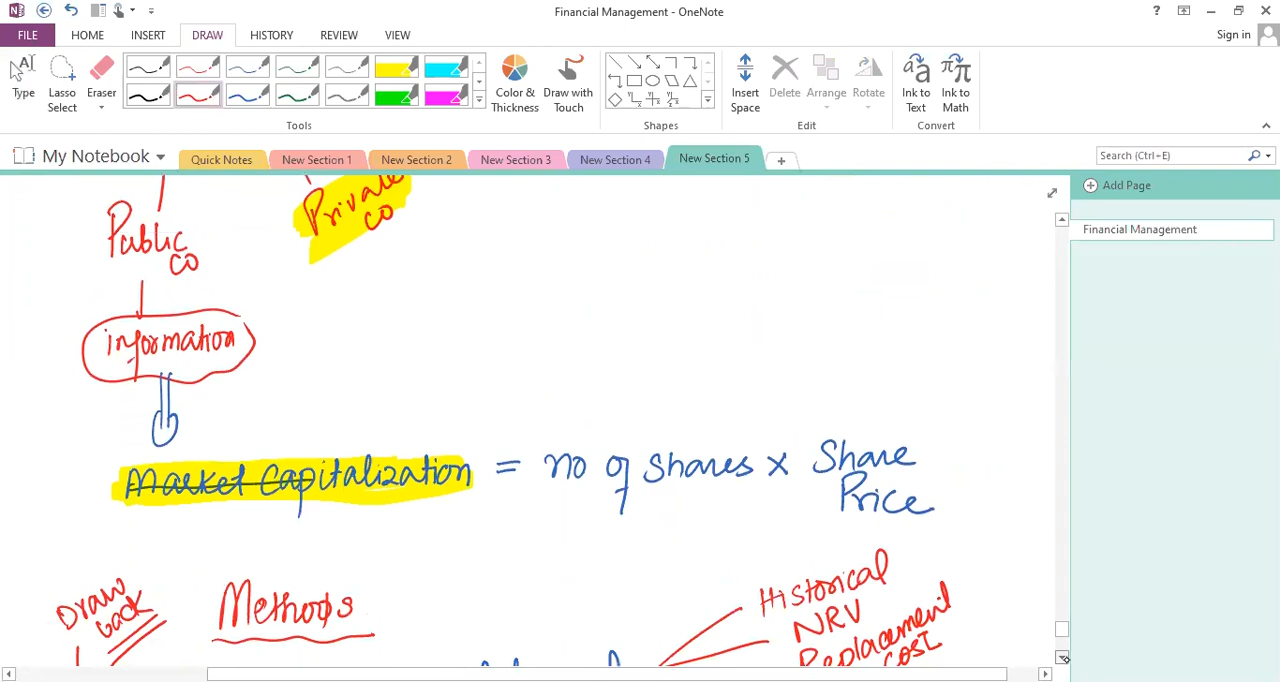 Financial Management - OneNote
Sign in
FILE HOME INSERT DRAW HISTORY REVIEW VIEW
Type Lasso Select Eraser Color & Thickness Draw with Touch Insert Space Delete Arrange Rotate Ink to Text Ink to Math
Tools Shapes Edit Convert
My Notebook Quick Notes New Section 1 New Section 2 New Section 3 New Section 4 New Section 5
Search (Ctrl+E)
Add Page
Financial Management
Private
co
Public
co
information
Market Capitalization = no of shares x Share
Price
Draw
back
Methods
Historical
NRV
Replacement
cost